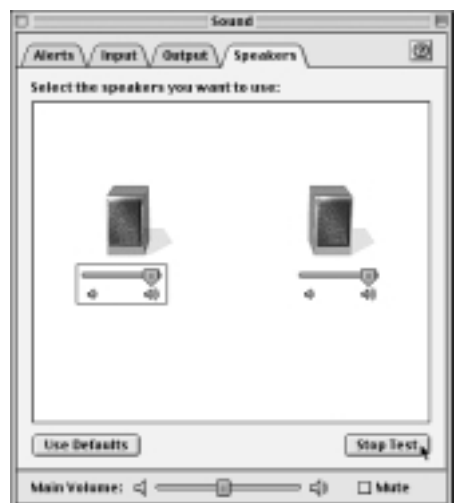 Sound
Alerts Input Output Speakers
Select the speakers you want to use:
Use Defaults Stop Test
Main Volume: Mute